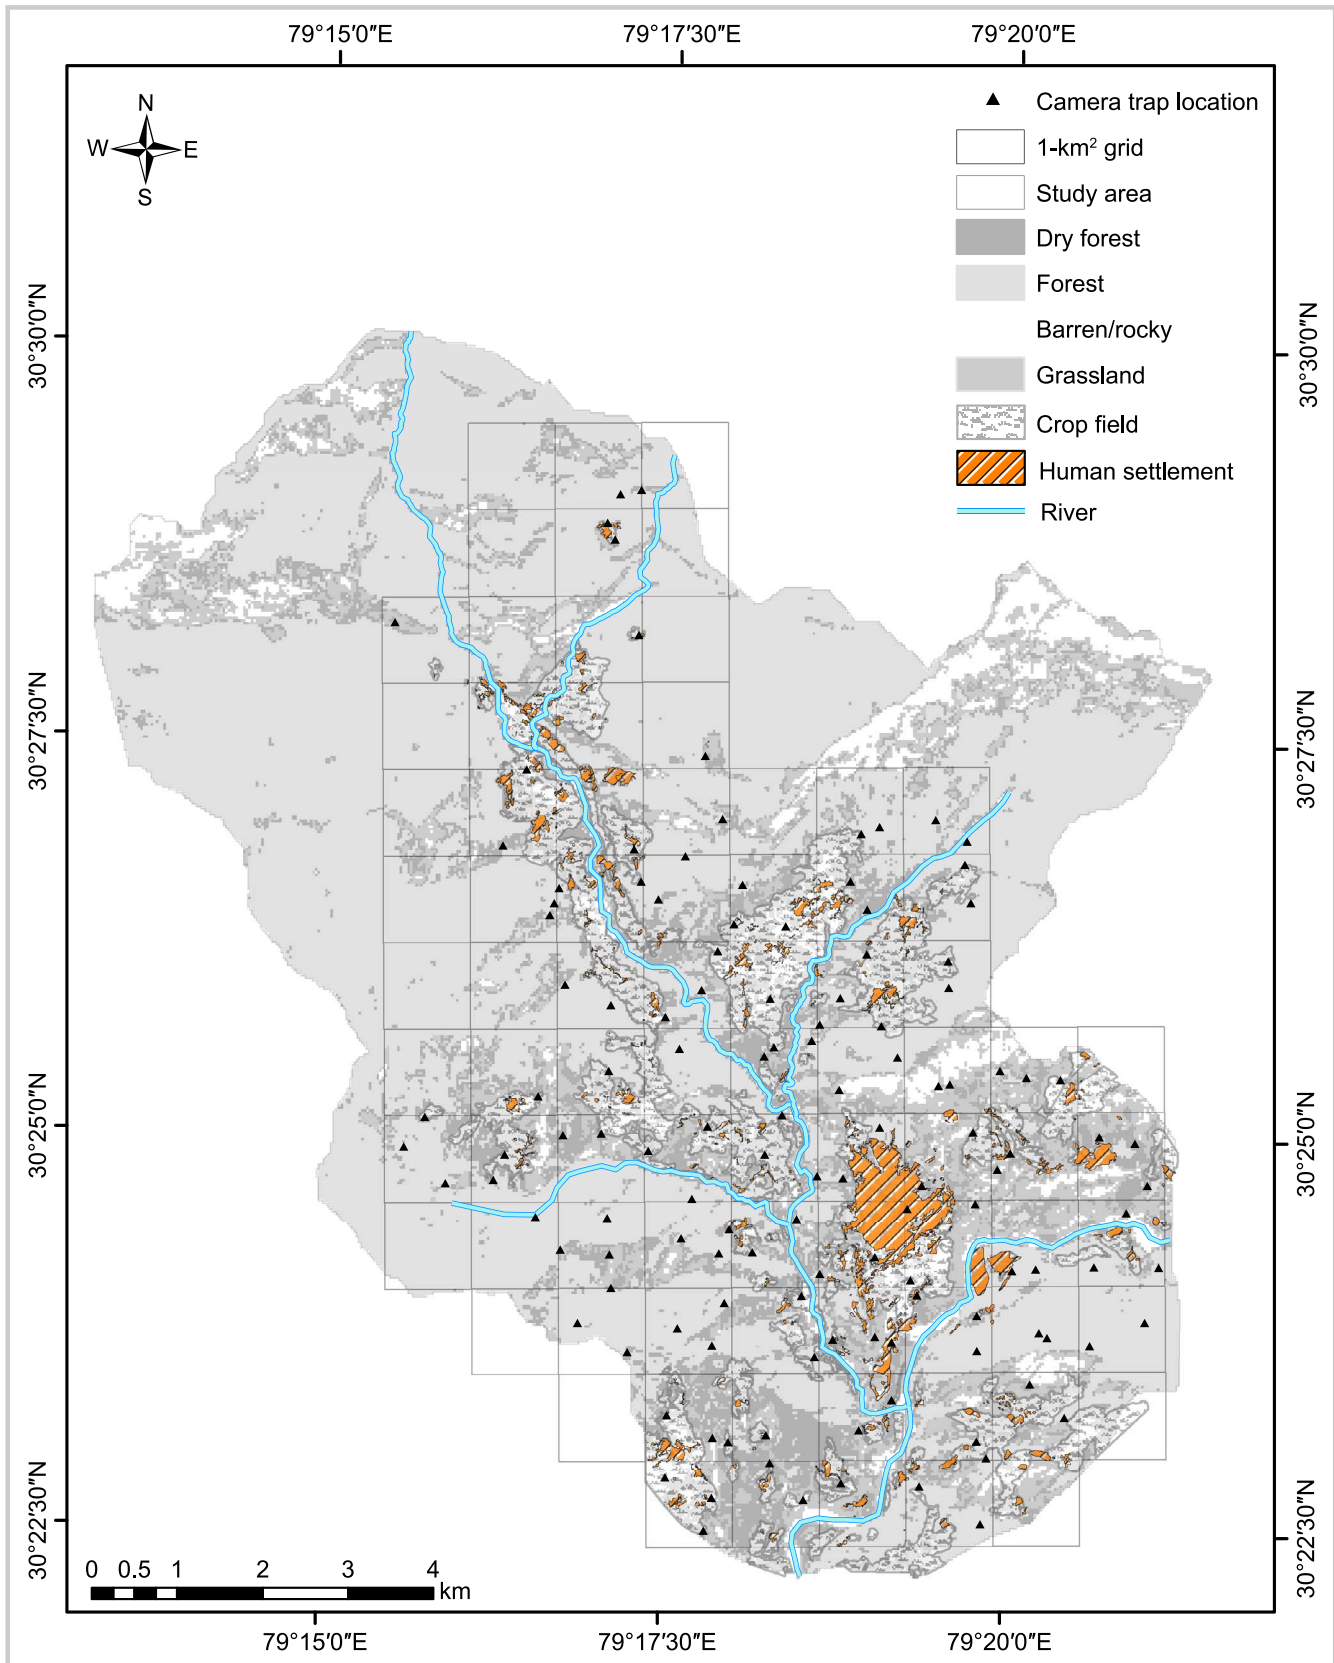 79°15′0″E 79°17′30″E 79°20′0″E
N
W E
S
Camera trap location
1-km² grid
Study area
Dry forest
Forest
Barren/rocky
Grassland
Crop field
Human settlement
River
30°30′0″N
30°27′30″N
30°25′0″N
30°22′30″N
30°30′0″N
30°27′30″N
30°25′0″N
30°22′30″N
0 0.5 1 2 3 4
km
79°15′0″E 79°17′30″E 79°20′0″E